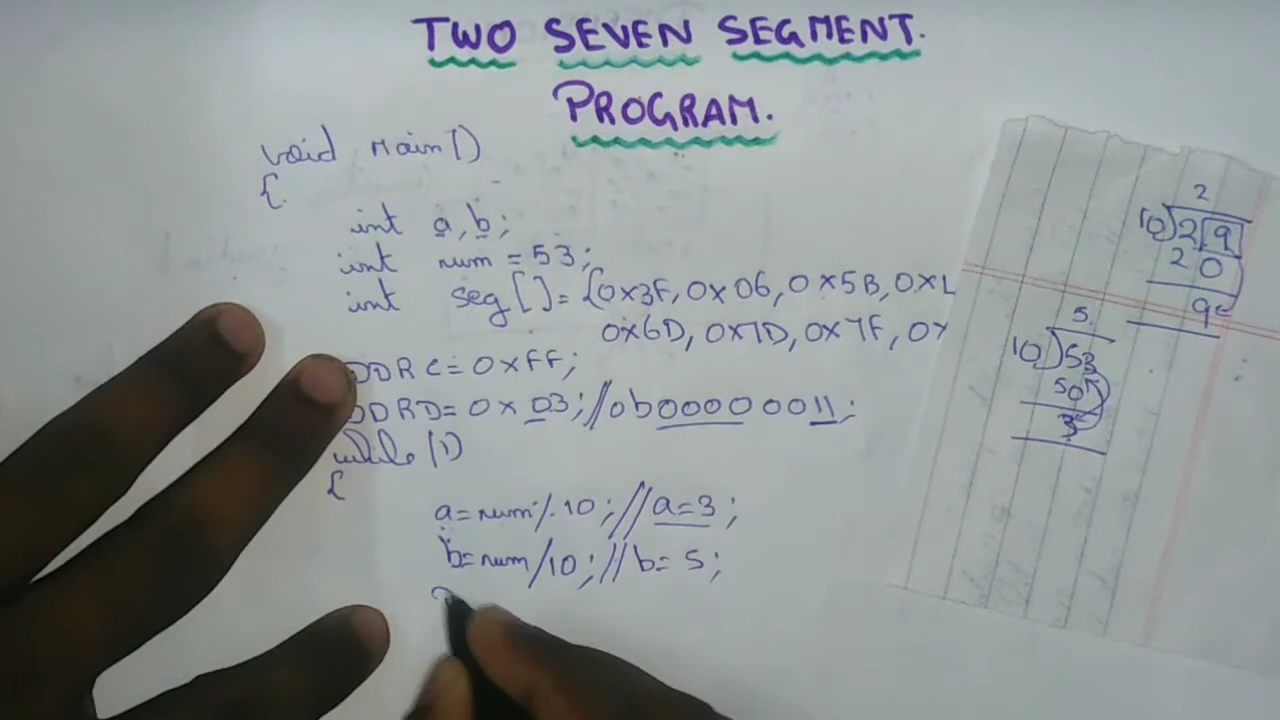 TWO SEVEN SEGMENT.
PROGRAM.
void Main()
{
int a,b;
int num = 53;
int seg[]={0x3F,0x06,0x5B,0x
0x6D,0x7D,0x7F,0x
DDRC=0xFF;
DDRD=0x03;//0b00000011;
while(1)
{
a=num%10;//a=3;
b=num/10;//b=5;
2
10)29
20
9
5
10)53
50
3